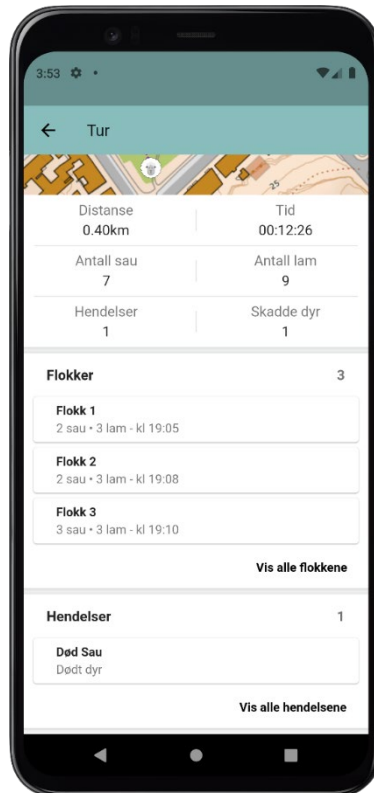 3:53
Tur
25
Distanse Tid
0.40km 00:12:26
Antall sau Antall lam
7 9
Hendelser Skadde dyr
1 1
Flokker 3
Flokk 1
2 sau • 3 lam - kl 19:05
Flokk 2
2 sau • 3 lam - kl 19:08
Flokk 3
3 sau • 3 lam - kl 19:10
Vis alle flokkene
Hendelser 1
Død Sau
Dødt dyr
Vis alle hendelsene